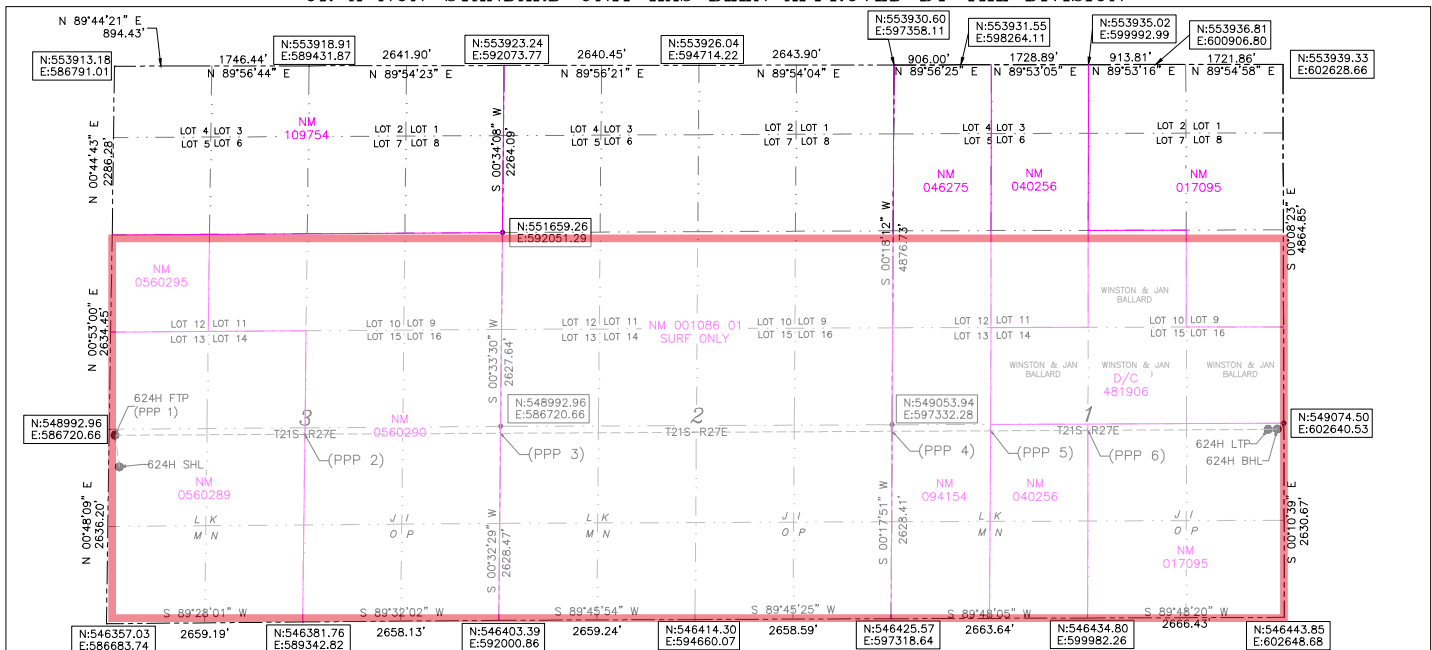 OR A NON-STANDARD UNIT HAS BEEN APPROVED BY THE DIVISION
N 89°44'21" E
894.43'
N:553913.18
E:586791.01
1746.44'
N 89°56'44" E
N:553918.91
E:589431.87
2641.90'
N 89°54'23" E
N:553923.24
E:592073.77
2640.45'
N 89°56'21" E
N:553926.04
E:594714.22
2643.90'
N 89°54'04" E
N:553930.60
E:597358.11
906.00'
N 89°56'25" E
N:553931.55
E:598264.11
1728.89'
N 89°53'05" E
N:553935.02
E:599992.99
913.81'
N 89°53'16" E
N:553936.81
E:600906.80
1721.86'
N 89°54'58" E
N:553939.33
E:602628.66
N 00°44'43" E
2286.28'
LOT 4 LOT 3
LOT 5 LOT 6
NM
109754
LOT 2 LOT 1
LOT 7 LOT 8
S 00°34'08" W
2264.09'
LOT 4 LOT 3
LOT 5 LOT 6
LOT 2 LOT 1
LOT 7 LOT 8
LOT 4 LOT 3
LOT 5 LOT 6
NM
046275
NM
040256
LOT 2 LOT 1
LOT 7 LOT 8
NM
017095
N:551659.26
E:592051.29
S 00°18'12" W
4876.73'
S 00°08'23" E
4864.85'
NM
0560295
N 00°53'00" E
2634.45'
LOT 12 LOT 11
LOT 13 LOT 14
LOT 10 LOT 9
LOT 15 LOT 16
S 00°33'30" W
2627.64'
LOT 12 LOT 11
LOT 13 LOT 14
NM 001086 01
SURF ONLY
LOT 10 LOT 9
LOT 15 LOT 16
LOT 12 LOT 11
LOT 13 LOT 14
WINSTON & JAN
BALLARD
LOT 10 LOT 9
LOT 15 LOT 16
WINSTON & JAN
BALLARD
WINSTON & JAN
)
WINSTON & JAN
BALLARD
D/C
481906
N:548992.96
E:586720.66
624H FTP
(PPP 1)
3
T21S-R27E
NM
0560290
N:548992.96
E:586720.66
2
T21S-R27E
N:549053.94
E:597332.28
1
T21S-R27E
N:549074.50
E:602640.53
624H SHL
(PPP 2)
(PPP 3)
(PPP 4)
(PPP 5)
(PPP 6)
624H LTP
624H BHL
NM
0560289
NM
094154
NM
040256
N 00°48'09" E
2636.20'
L K
M N
J I
O P
S 00°32'29" W
2628.47'
L K
M N
J I
O P
S 00°17'51" W
2628.41'
L K
M N
J I
O P
NM
017095
S 00°10'39" E
2630.67'
S 89°28'01" W
S 89°32'02" W
S 89°45'54" W
S 89°45'25" W
S 89°48'05" W
S 89°48'20" W
N:546357.03
E:586683.74
2659.19'
N:546381.76
E:589342.82
2658.13'
N:546403.39
E:592000.86
2659.24'
N:546414.30
E:594660.07
2658.59'
N:546425.57
E:597318.64
2663.64'
N:546434.80
E:599982.26
2666.43'
N:546443.85
E:602648.68